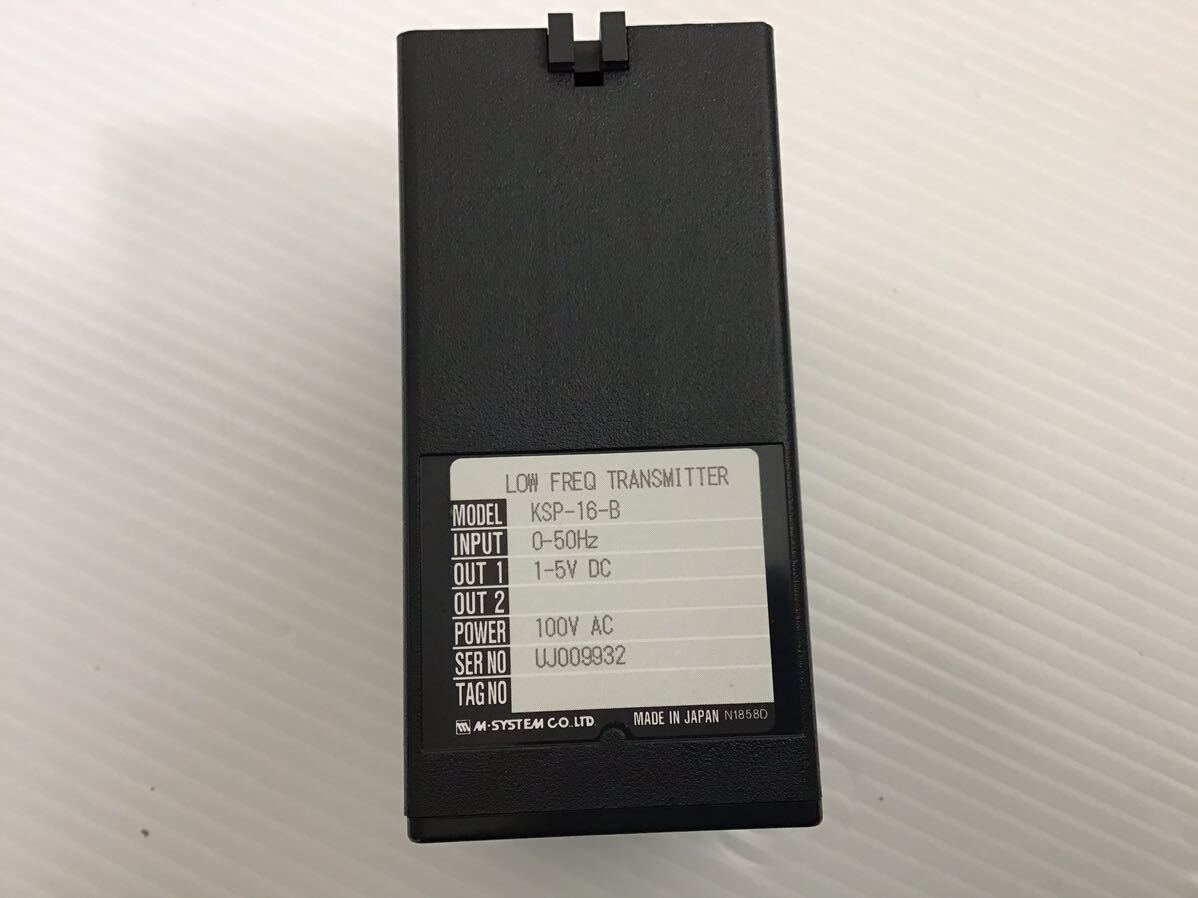 LOW FREQ TRANSMITTER
MODEL KSP-16-B
INPUT 0-50Hz
OUT 1 1-5V DC
OUT 2
POWER 100V AC
SER NO UJ009932
TAG NO
M-SYSTEM CO.,LTD. MADE IN JAPAN N1858D